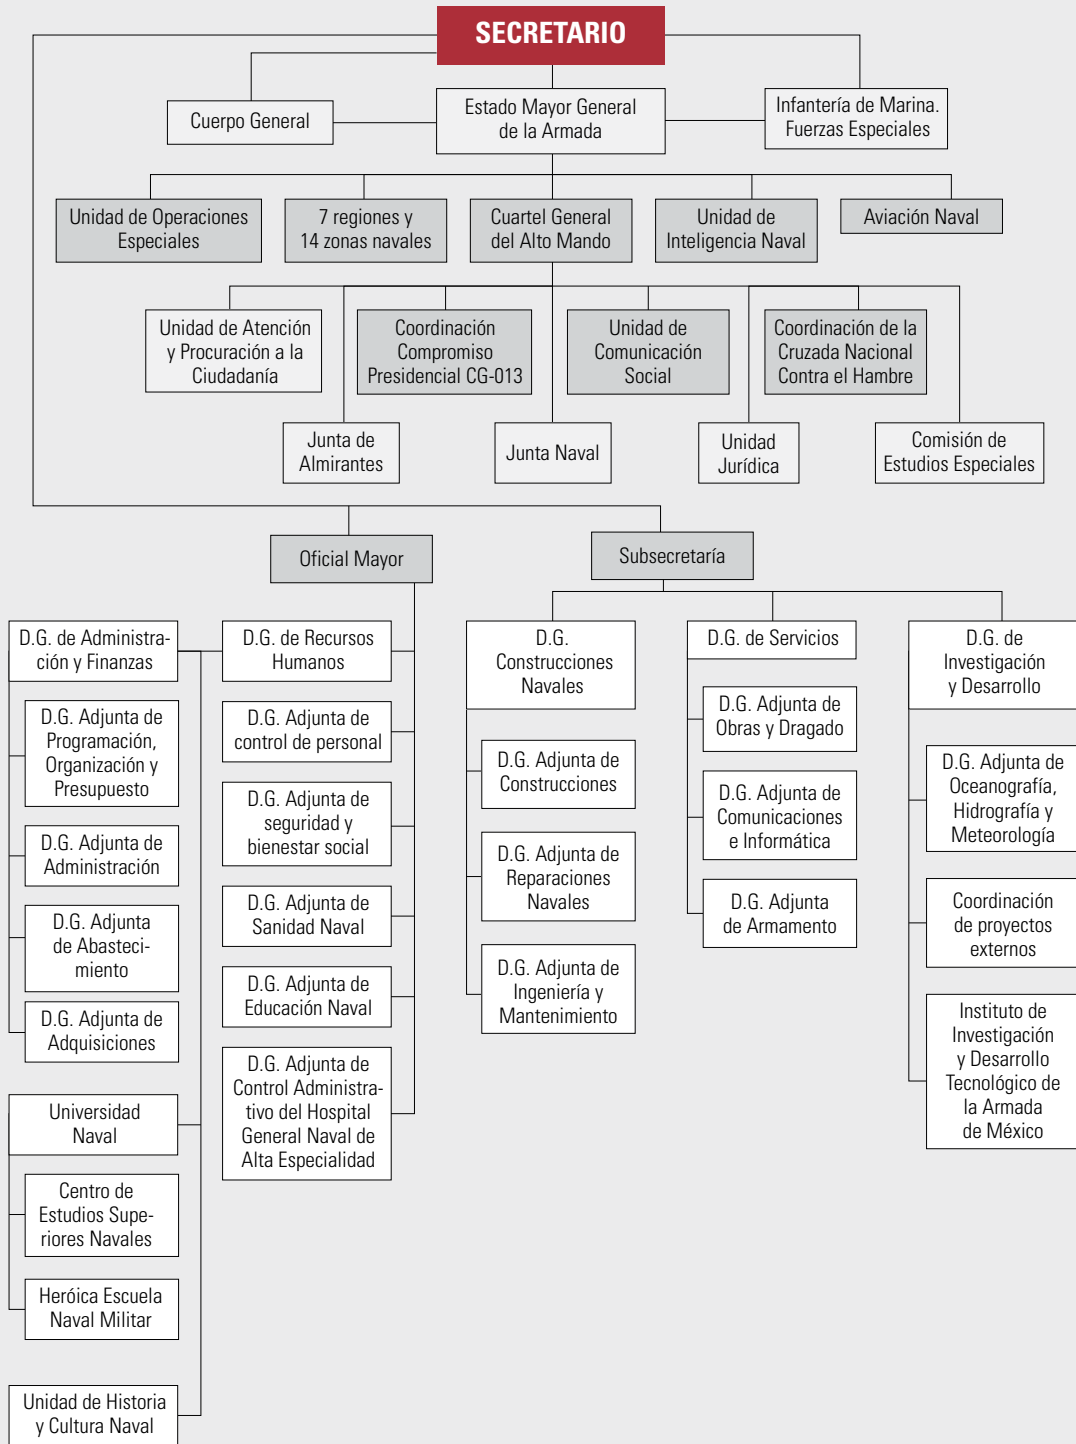 SECRETARIO
Cuerpo General
Estado Mayor General
de la Armada
Infantería de Marina.
Fuerzas Especiales
Unidad de Operaciones
Especiales
7 regiones y
14 zonas navales
Cuartel General
del Alto Mando
Unidad de
Inteligencia Naval
Aviación Naval
Unidad de Atención
y Procuración a la
Ciudadanía
Coordinación
Compromiso
Presidencial CG-013
Unidad de
Comunicación
Social
Coordinación de la
Cruzada Nacional
Contra el Hambre
Junta de
Almirantes
Junta Naval
Unidad
Jurídica
Comisión de
Estudios Especiales
Oficial Mayor
Subsecretaría
D.G. de Administra-
ción y Finanzas
D.G. Adjunta de
Programación,
Organización y
Presupuesto
D.G. Adjunta de
Administración
D.G. Adjunta
de Abasteci-
miento
D.G. Adjunta de
Adquisiciones
Universidad
Naval
Centro de
Estudios Supe-
riores Navales
Heróica Escuela
Naval Militar
Unidad de Historia
y Cultura Naval
D.G. de Recursos
Humanos
D.G. Adjunta de
control de personal
D.G. Adjunta de
seguridad y
bienestar social
D.G. Adjunta de
Sanidad Naval
D.G. Adjunta de
Educación Naval
D.G. Adjunta de
Control Administra-
tivo del Hospital
General Naval de
Alta Especialidad
D.G.
Construcciones
Navales
D.G. Adjunta de
Construcciones
D.G. Adjunta de
Reparaciones
Navales
D.G. Adjunta de
Ingeniería y
Mantenimiento
D.G. de Servicios
D.G. Adjunta de
Obras y Dragado
D.G. Adjunta de
Comunicaciones
e Informática
D.G. Adjunta
de Armamento
D.G. de
Investigación
y Desarrollo
D.G. Adjunta de
Oceanografía,
Hidrografía y
Meteorología
Coordinación
de proyectos
externos
Instituto de
Investigación
y Desarrollo
Tecnológico de
la Armada
de México